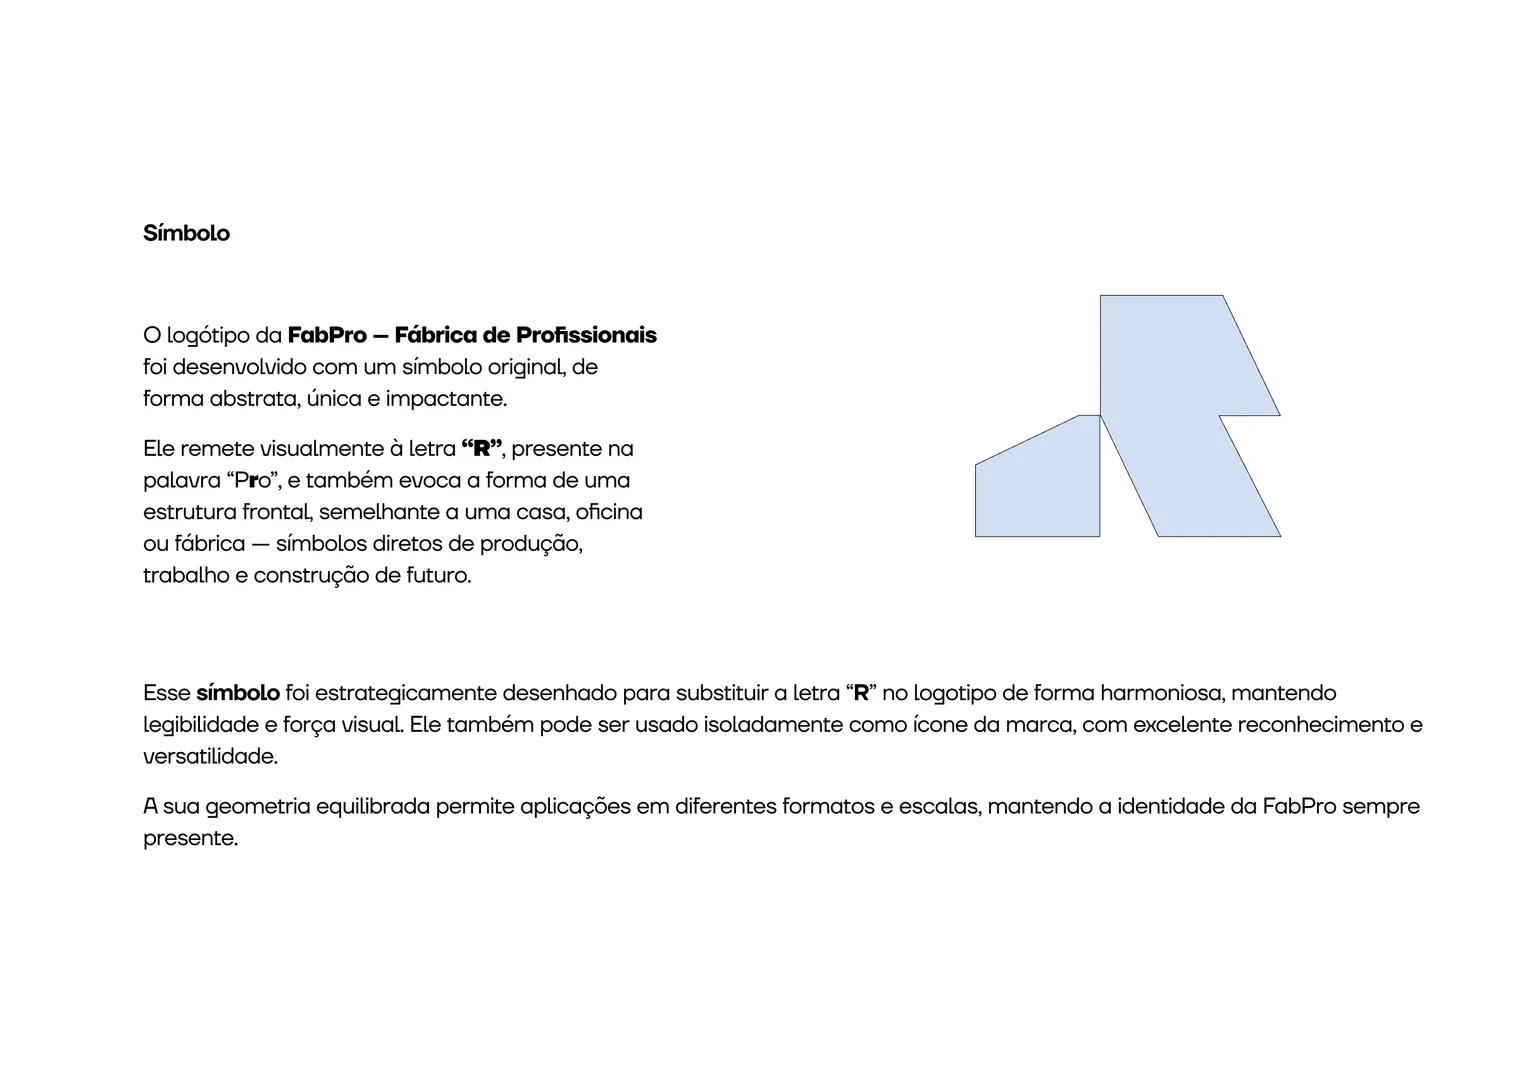 Símbolo
O logótipo da FabPro – Fábrica de Profissionais
foi desenvolvido com um símbolo original, de
forma abstrata, única e impactante.
Ele remete visualmente à letra “R”, presente na
palavra “Pro”, e também evoca a forma de uma
estrutura frontal, semelhante a uma casa, oficina
ou fábrica — símbolos diretos de produção,
trabalho e construção de futuro.
Esse símbolo foi estrategicamente desenhado para substituir a letra “R” no logotipo de forma harmoniosa, mantendo
legibilidade e força visual. Ele também pode ser usado isoladamente como ícone da marca, com excelente reconhecimento e
versatilidade.
A sua geometria equilibrada permite aplicações em diferentes formatos e escalas, mantendo a identidade da FabPro sempre
presente.